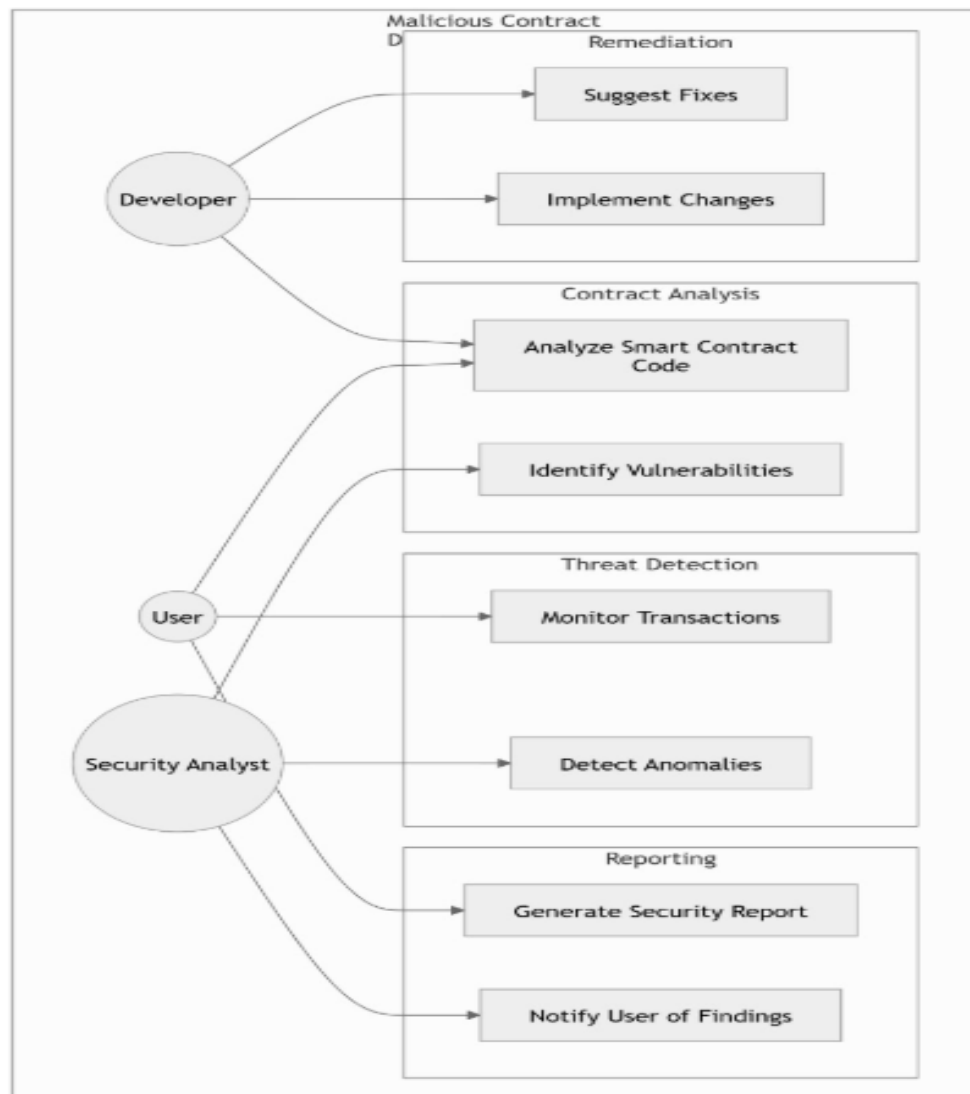 Malicious Contract
D
Remediation
Suggest Fixes
Developer
Implement Changes
Contract Analysis
Analyze Smart Contract
Code
Identify Vulnerabilities
Threat Detection
User
Monitor Transactions
Security Analyst
Detect Anomalies
Reporting
Generate Security Report
Notify User of Findings